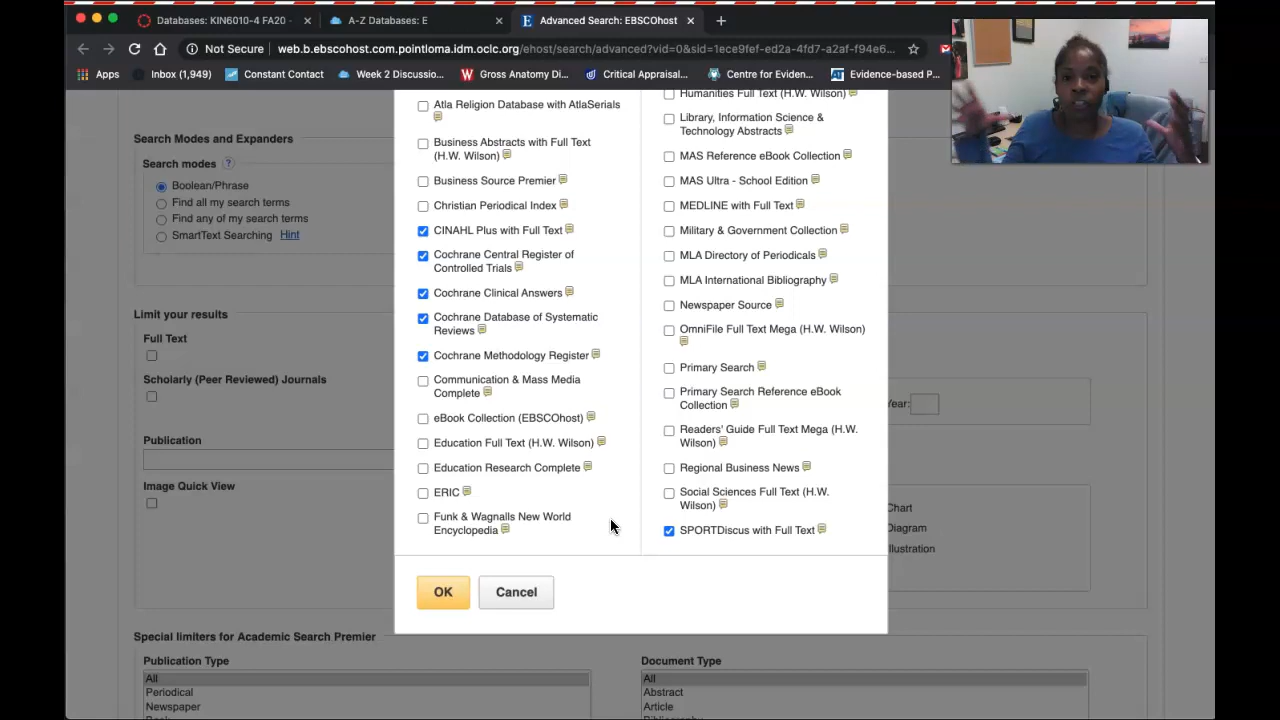 Databases: KIN6010-4 FA20 -
A-Z Databases: E
Advanced Search: EBSCOhost
Not Secure
web.b.ebscohost.com.pointloma.idm.oclc.org/ehost/search/advanced?vid=0&sid=1ece9fef-ed2a-4fd7-a2af-f94e6...
Apps
Inbox (1,949)
Constant Contact
Week 2 Discussio...
Gross Anatomy Di...
Critical Appraisal...
Centre for Eviden...
Evidence-based P...
Search Modes and Expanders
Search modes
?
Boolean/Phrase
Find all my search terms
Find any of my search terms
SmartText Searching Hint
Limit your results
Full Text
Scholarly (Peer Reviewed) Journals
Publication
Image Quick View
Atla Religion Database with AtlaSerials
Business Abstracts with Full Text
(H.W. Wilson)
Business Source Premier
Christian Periodical Index
CINAHL Plus with Full Text
Cochrane Central Register of
Controlled Trials
Cochrane Clinical Answers
Cochrane Database of Systematic
Reviews
Cochrane Methodology Register
Communication & Mass Media
Complete
eBook Collection (EBSCOhost)
Education Full Text (H.W. Wilson)
Education Research Complete
ERIC
Funk & Wagnalls New World
Encyclopedia
Humanities Full Text (H.W. Wilson)
Library, Information Science &
Technology Abstracts
MAS Reference eBook Collection
MAS Ultra - School Edition
MEDLINE with Full Text
Military & Government Collection
MLA Directory of Periodicals
MLA International Bibliography
Newspaper Source
OmniFile Full Text Mega (H.W. Wilson)
Primary Search
Primary Search Reference eBook
Collection
Readers' Guide Full Text Mega (H.W.
Wilson)
Regional Business News
Social Sciences Full Text (H.W.
Wilson)
SPORTDiscus with Full Text
OK
Cancel
Year:
Chart
Diagram
Illustration
Special limiters for Academic Search Premier
Publication Type
All
Periodical
Newspaper
Document Type
All
Abstract
Article